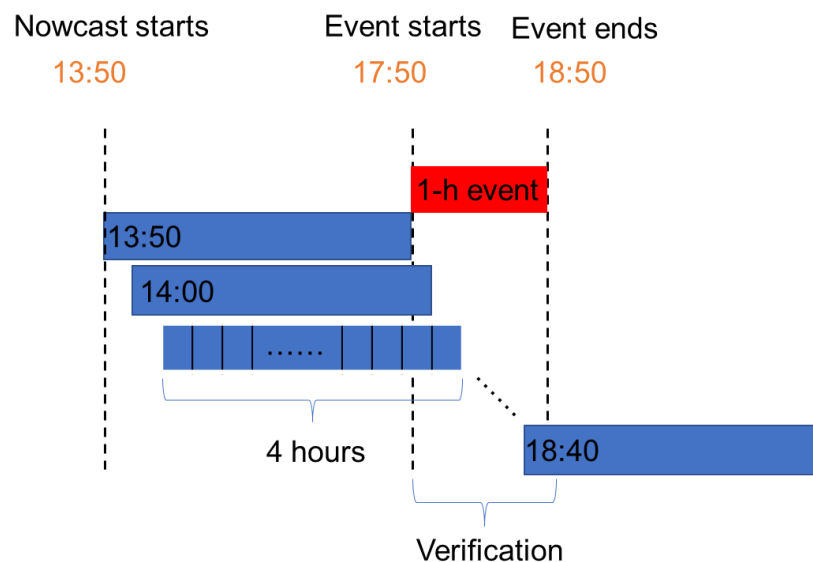 Nowcast starts
Event starts
Event ends
13:50
17:50
18:50
1-h event
13:50
14:00
......
4 hours
18:40
Verification